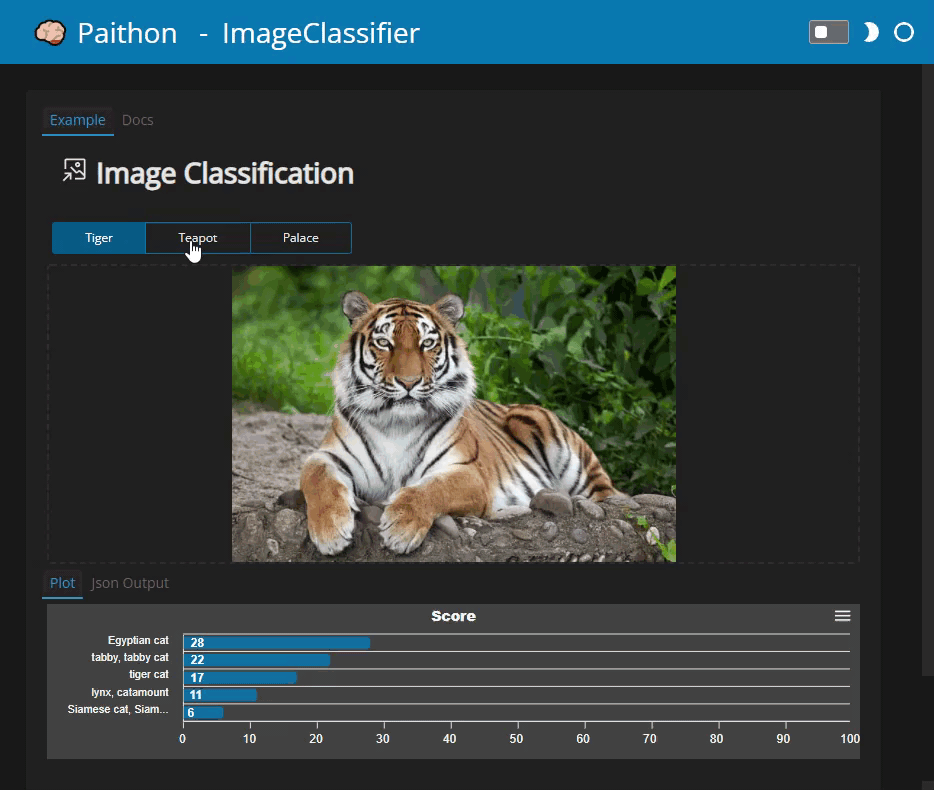 Paithon - ImageClassifier
Example Docs
Image Classification
Tiger Teapot Palace
Plot Json Output
Score
Egyptian cat 28
tabby, tabby cat 22
tiger cat 17
lynx, catamount 11
Siamese cat, Siam... 6
0 10 20 30 40 50 60 70 80 90 100